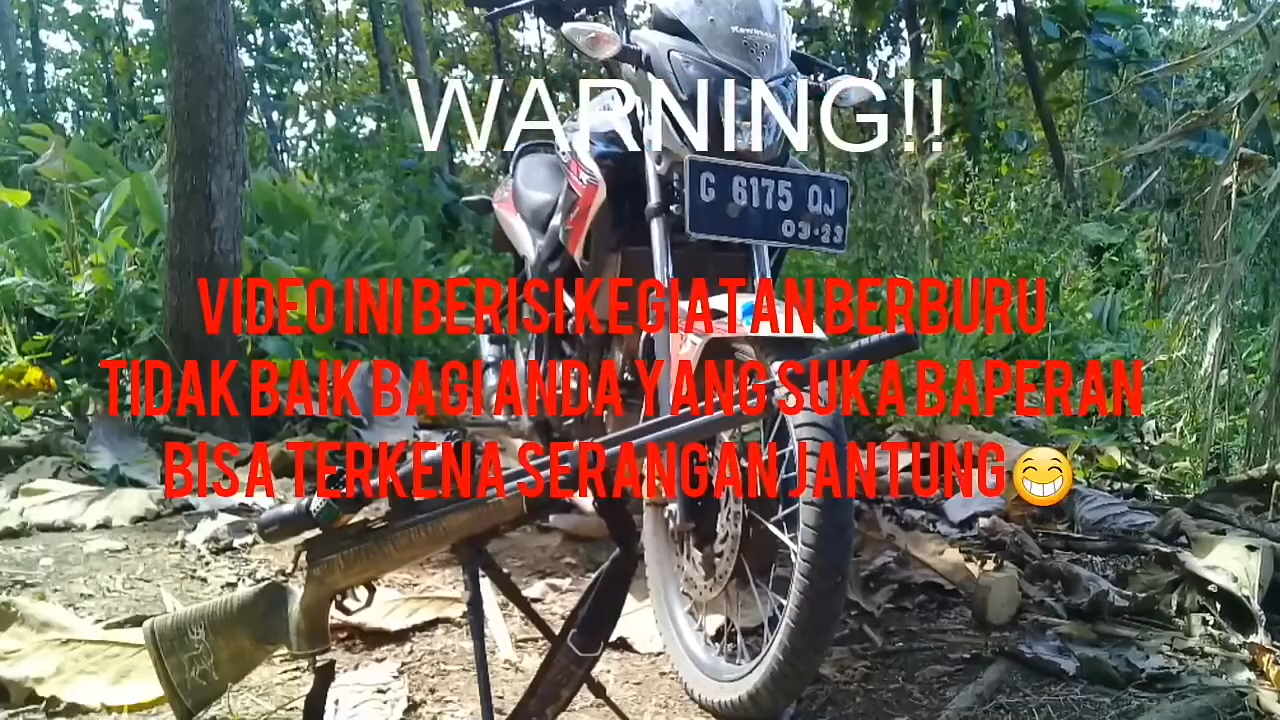 Kawasaki
WARNING!!
G 6175 QJ
03-23
VIDEO INI BERISI KEGIATAN BERBURU
TIDAK BAIK BAGI ANDA YANG SUKA BAPERAN
BISA TERKENA SERANGAN JANTUNG😁